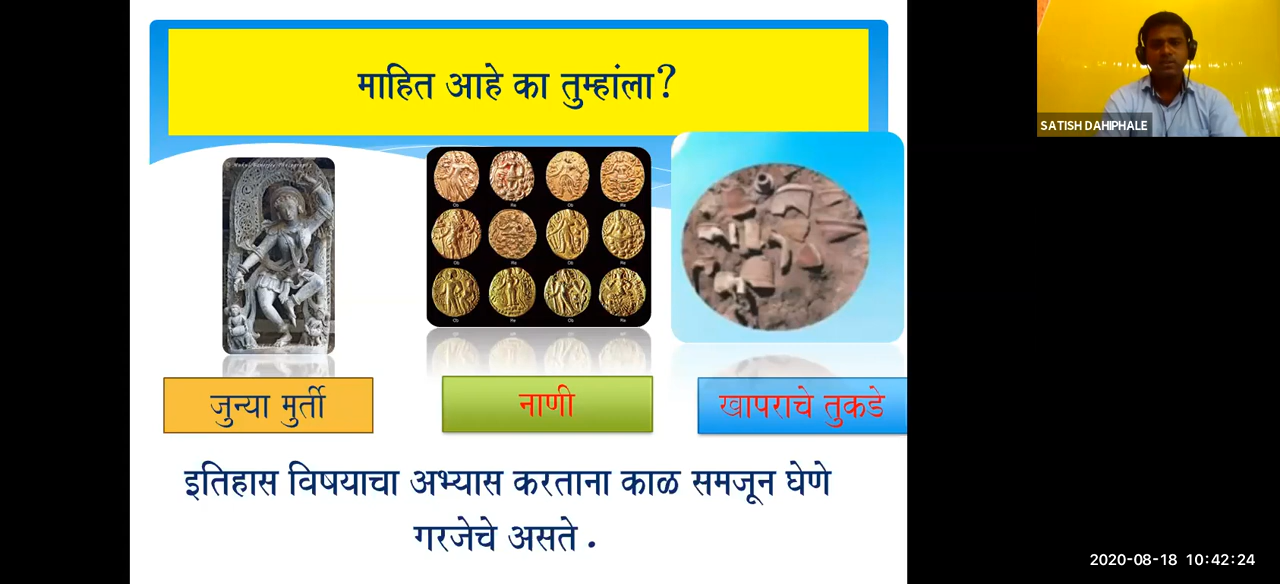 माहित आहे का तुम्हांला?
SATISH DAHIPHALE
जुन्या मुर्ती
नाणी
खापराचे तुकडे
इतिहास विषयाचा अभ्यास करताना काळ समजून घेणे
गरजेचे असते .
2020-08-18 10:42:24